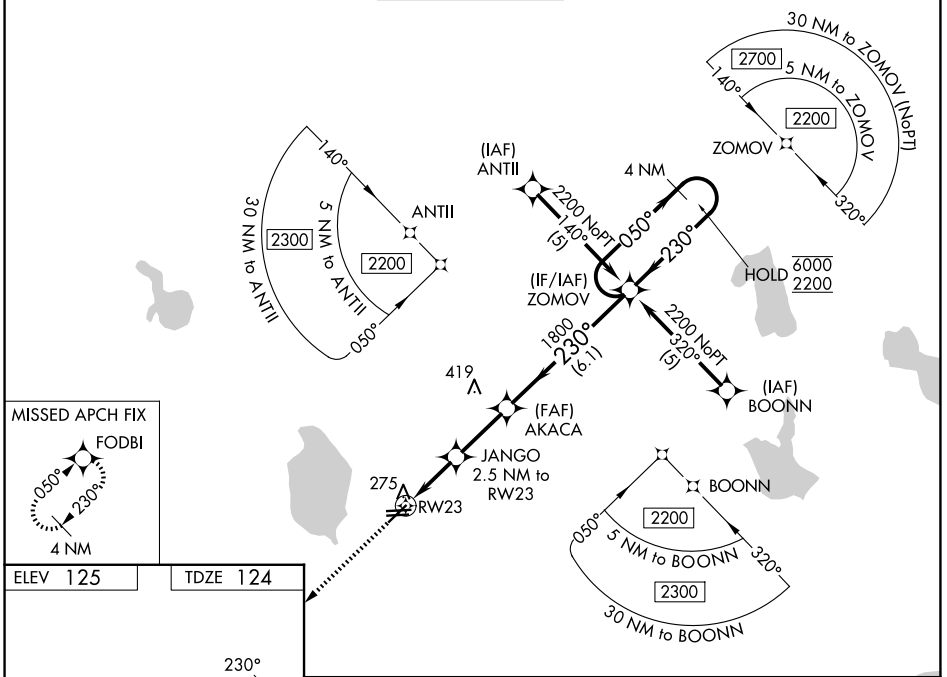 30 NM to ZOMOV (NoPT)
2700
5 NM to ZOMOV
140°
2200
ZOMOV
320°
140°
ANTII
5 NM to ANTII
30 NM to ANTII
2300
2200
050°
(IAF)
ANTII
2200 NoPT
140°
(5)
4 NM
050°
230°
HOLD 6000
2200
(IF/IAF)
ZOMOV
1800
230°
(6.1)
2200 NoPT
320°
(5)
(IAF)
BOONN
419
(FAF)
AKACA
JANGO
2.5 NM to
RW23
275
RW23
MISSED APCH FIX
FODBI
050°
230°
4 NM
BOONN
050°
2200
5 NM to BOONN
320°
2300
30 NM to BOONN
ELEV 125
TDZE 124
230°